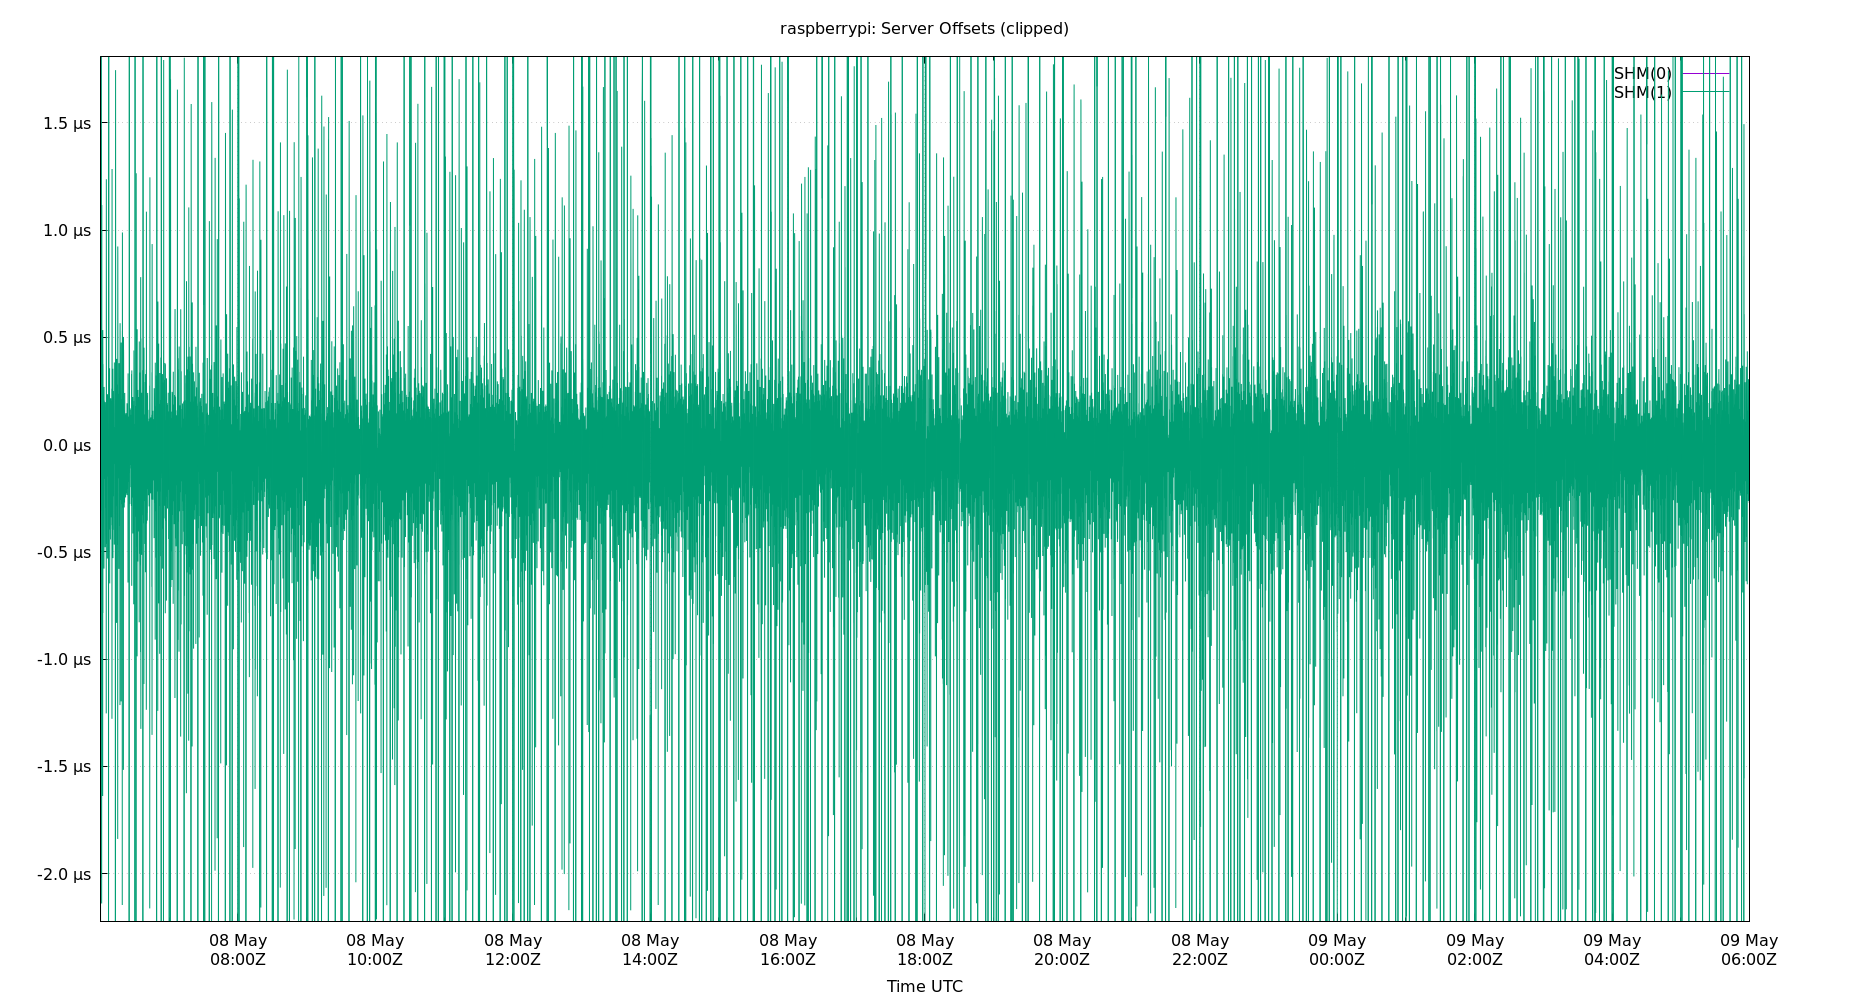 raspberrypi: Server Offsets (clipped)
SHM(0)
SHM(1)
1.5 µs
1.0 µs
0.5 µs
0.0 µs
-0.5 µs
-1.0 µs
-1.5 µs
-2.0 µs
08 May 08 May 08 May 08 May 08 May 08 May 08 May 08 May 09 May 09 May 09 May 09 May
08:00Z 10:00Z 12:00Z 14:00Z 16:00Z 18:00Z 20:00Z 22:00Z 00:00Z 02:00Z 04:00Z 06:00Z
Time UTC